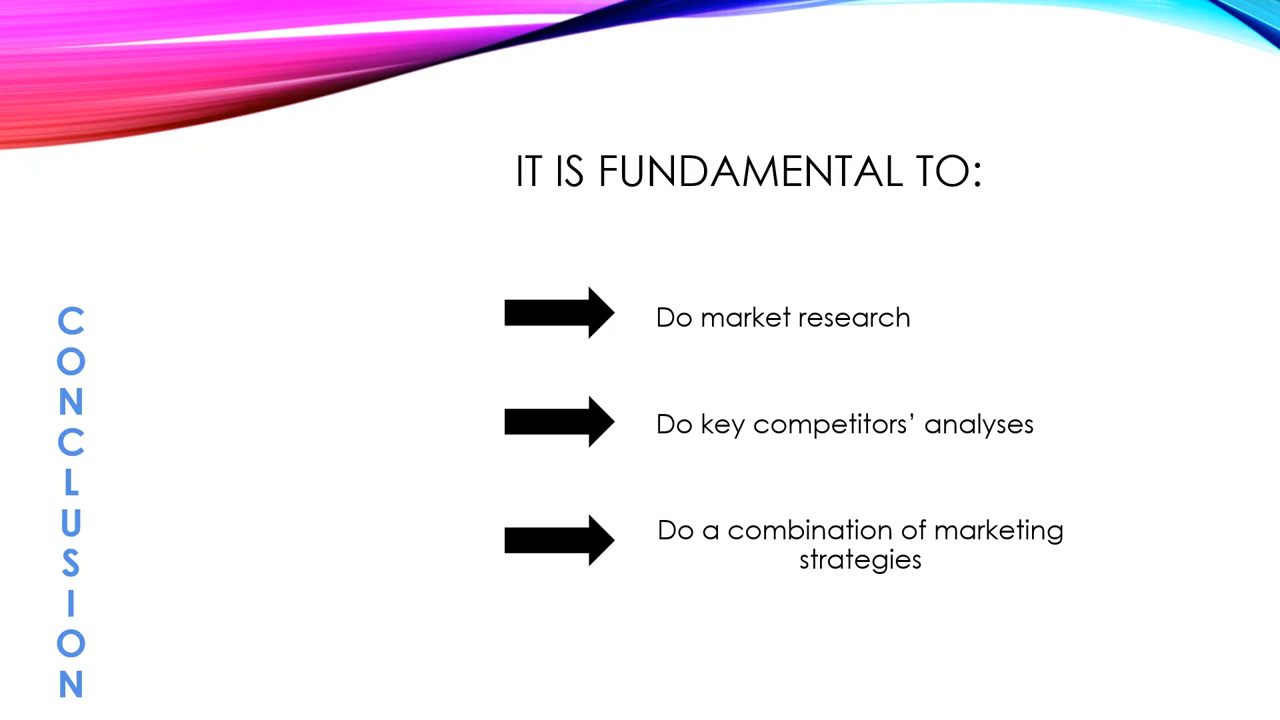 IT IS FUNDAMENTAL TO:
Do market research
Do key competitors’ analyses
Do a combination of marketing
strategies
C
O
N
C
L
U
S
I
O
N